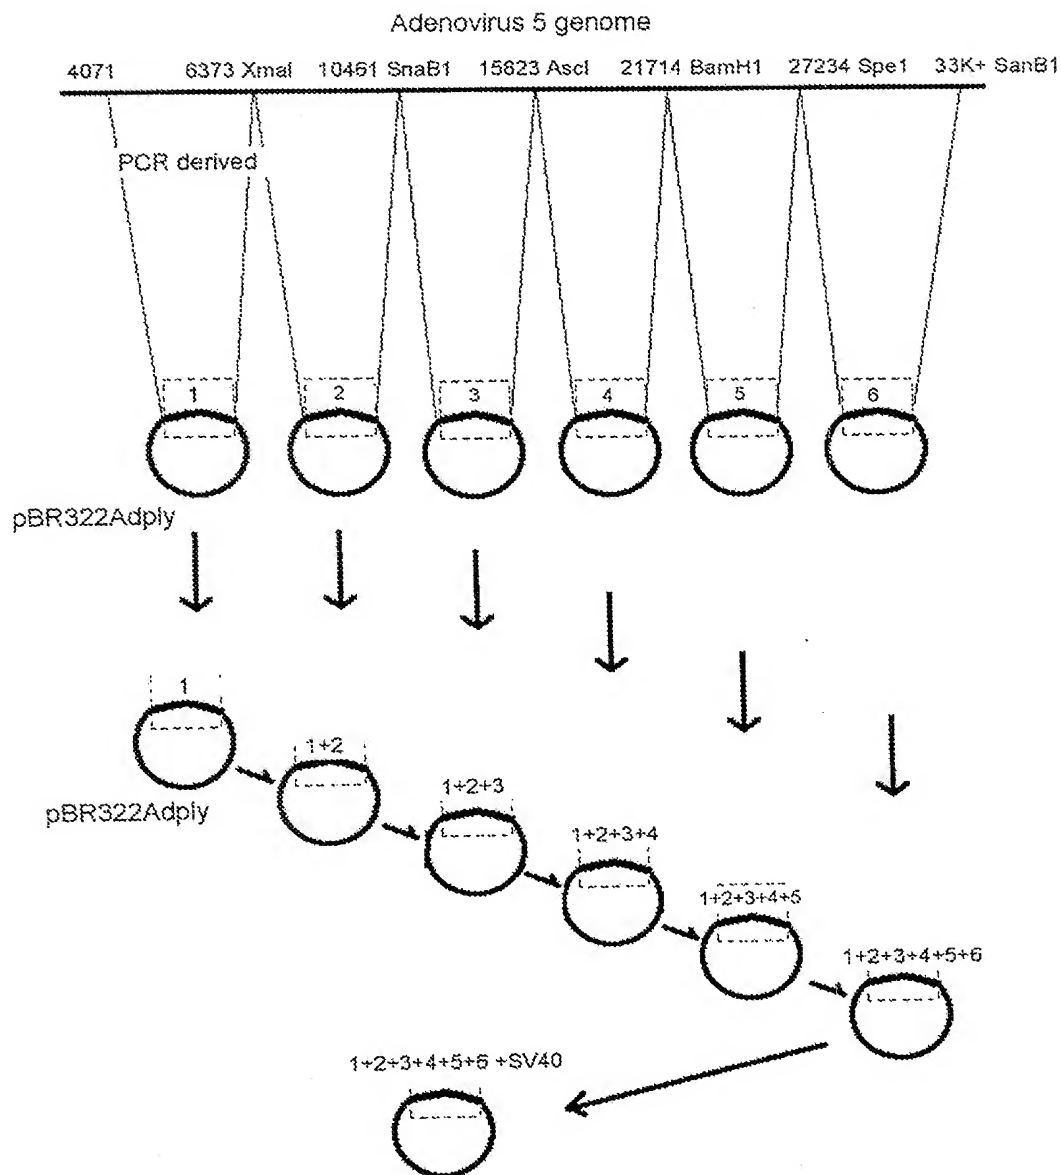 Adenovirus 5 genome
4071 6373 XmaI 10461 SnaB1 15623 AscI 21714 BamH1 27234 Spe1 33K+ SanB1
PCR derived
1 2 3 4 5 6
pBR322Adply
1
1+2
pBR322Adply
1+2+3
1+2+3+4
1+2+3+4+5
1+2+3+4+5+6
1+2+3+4+5+6 +SV40